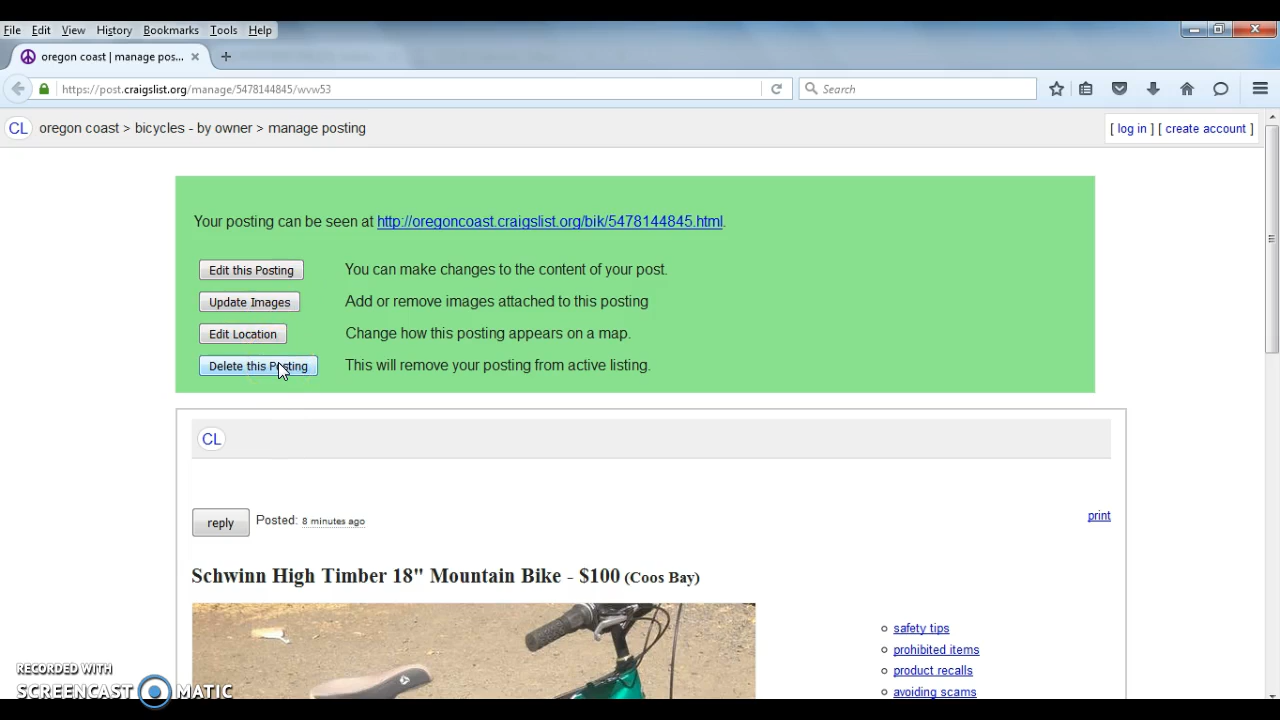 File Edit View History Bookmarks Tools Help
oregon coast | manage pos...
https://post.craigslist.org/manage/5478144845/wvw53
Search
CL oregon coast > bicycles - by owner > manage posting
[ log in ] [ create account ]
Your posting can be seen at http://oregoncoast.craigslist.org/bik/5478144845.html.
Edit this Posting You can make changes to the content of your post.
Update Images Add or remove images attached to this posting
Edit Location Change how this posting appears on a map.
Delete this Posting This will remove your posting from active listing.
CL
reply Posted: 8 minutes ago
print
Schwinn High Timber 18" Mountain Bike - $100 (Coos Bay)
safety tips
prohibited items
product recalls
avoiding scams
RECORDED WITH
SCREENCAST MATIC